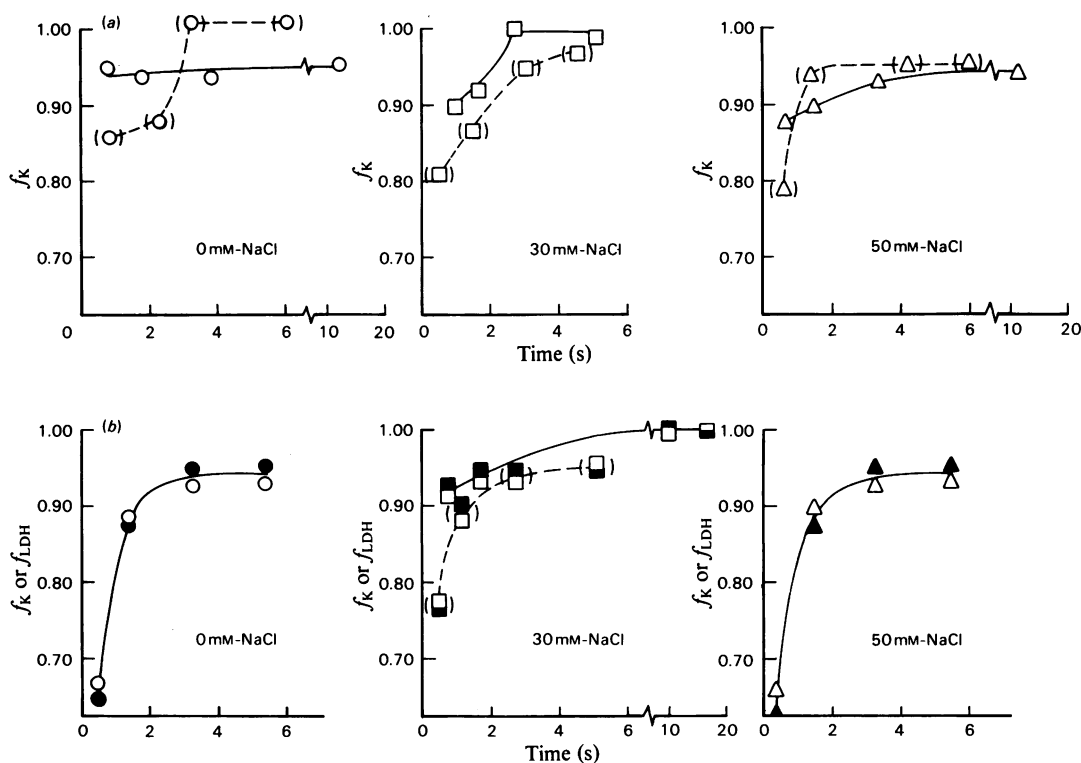 (a)
1.00
0.90
0.80
0.70
fK
0 mM-NaCl
0 2 4 6 20
1.00
0.90
0.80
0.70
fK
30 mM-NaCl
0 2 4 6
Time (s)
1.00
0.90
0.80
0.70
fK
50 mM-NaCl
0 2 4 6 10 20
(b)
1.00
0.90
0.80
0.70
fK or fLDH
0 mM-NaCl
0 2 4 6
1.00
0.90
0.80
0.70
fK or fLDH
30 mM-NaCl
0 2 4 6 10 20
Time (s)
1.00
0.90
0.80
0.70
fK or fLDH
50 mM-NaCl
0 2 4 6